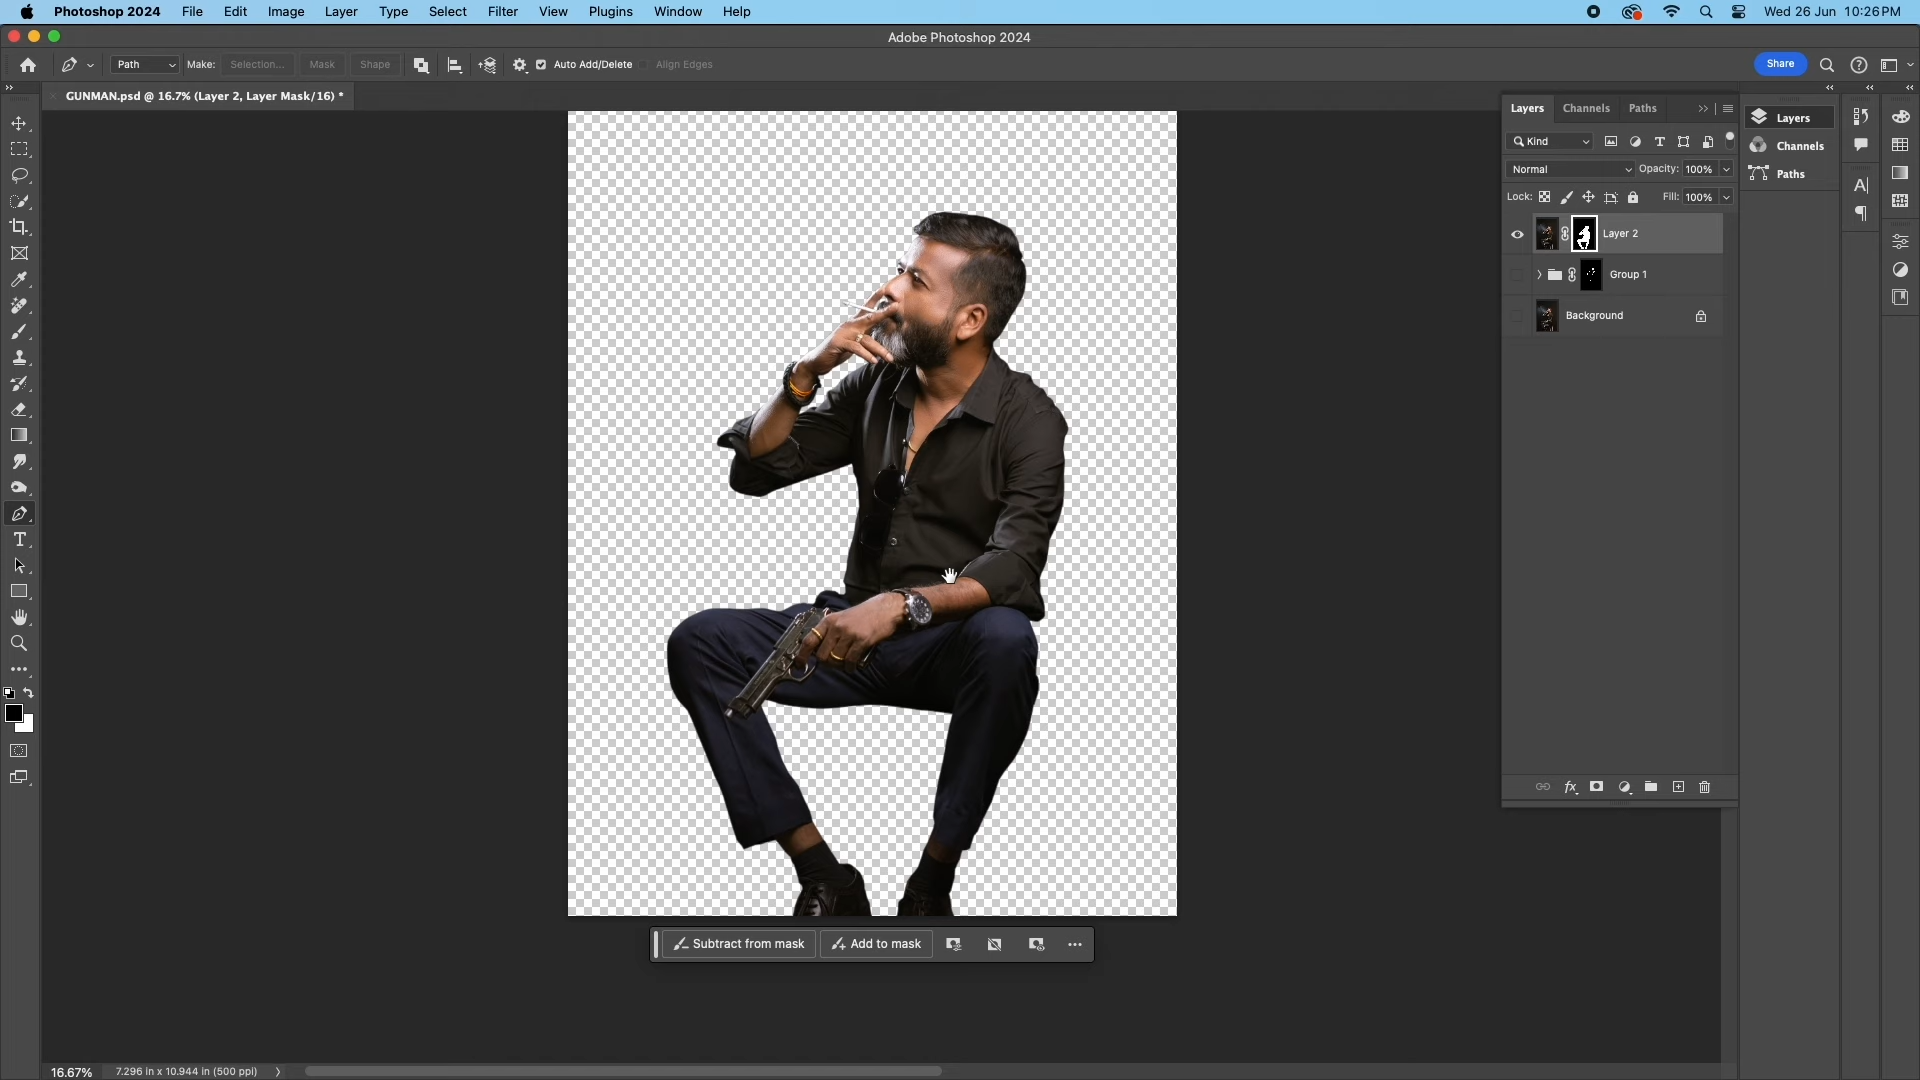 Photoshop 2024 File Edit Image Layer Type Select Filter View Plugins Window Help Wed 26 Jun 10:26 PM
Adobe Photoshop 2024
Path Make: Selection... Mask Shape Auto Add/Delete Align Edges Share
GUNMAN.psd @ 16.7% (Layer 2, Layer Mask/16) *
Layers Channels Paths
Kind
Normal Opacity: 100%
Lock: Fill: 100%
Layer 2
Group 1
Background
Layers
Channels
Paths
Subtract from mask Add to mask
16.67% 7.296 in x 10.944 in (500 ppi)